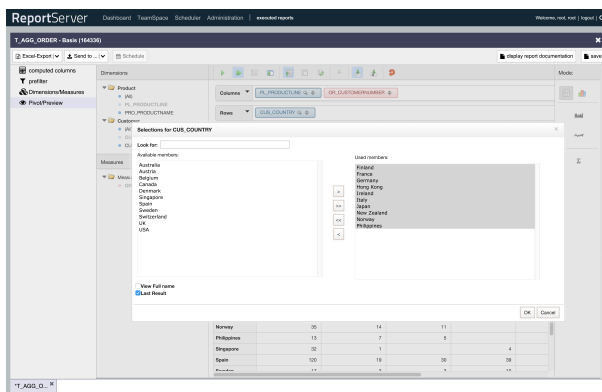 ReportServer Dashboard TeamSpace Scheduler Administration executed reports Welcome, root, root | logout |
T_AGG_ORDER - Basis (164336)
Excel-Export Send to ... Schedule display report documentation save
computed columns
prefilter
Dimensions/Measures
Pivot/Preview
Dimensions
Product
(All)
PL_PRODUCTLINE
PRO_PRODUCTNAME
Customer
(All
CU
Measures
Measu
Mode:
Columns PL_PRODUCTLINE OR_CUSTOMERNUMBER
Rows CUS_COUNTRY
Selections for CUS_COUNTRY
Look for:
Available members:
Australia
Austria
Belgium
Canada
Denmark
Singapore
Spain
Sweden
Switzerland
UK
USA
>
>>
<<
<
Used members:
Finland
France
Germany
Hong Kong
Ireland
Italy
Japan
New Zealand
Norway
Philippines
View Full name
Last Result
OK Cancel
Norway 35 14 11
Philippines 13 7 5
Singapore 32 1 4
Spain 120 19 30 39
*T_AGG_O...